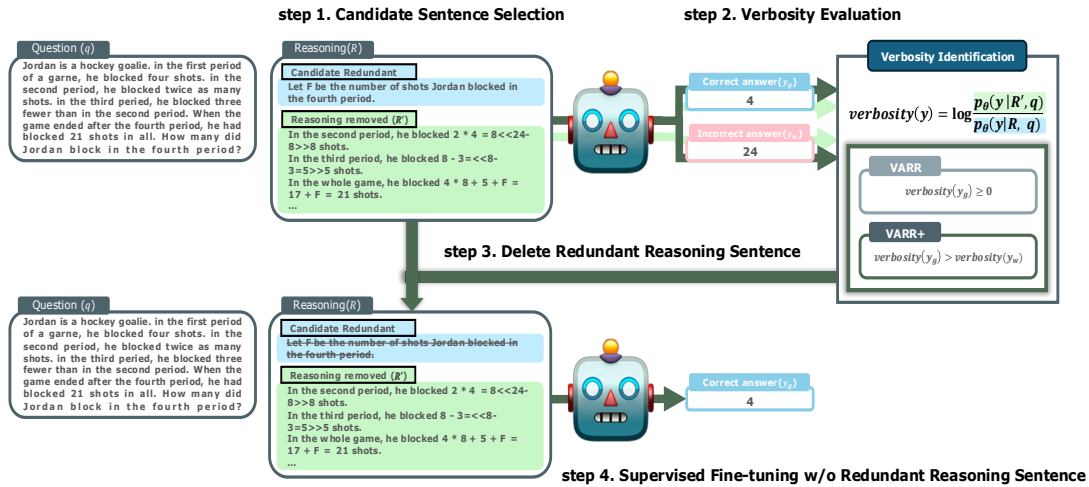 step 1. Candidate Sentence Selection
step 2. Verbosity Evaluation
Question (q)
Jordan is a hockey goalie. in the first period
of a garne, he blocked four shots. in the
second period, he blocked twice as many
shots. in the third peried, he blocked three
fewer than in the second period. When the
game ended after the fourth period, he had
blocked 21 shots in all. How many did
Jordan block in the fourth period?
Reasoning(R)
Candidate Redundant
Let F be the number of shots Jordan blocked in
the fourth period.
Reasoning removed (R')
In the second period, he blocked 2 * 4 = 8<<24-
8>>8 shots.
In the third period, he blocked 8 - 3=<<8-
3=5>>5 shots.
In the whole game, he blocked 4 * 8 + 5 + F =
17 + F = 21 shots.
...
Correct answer(y_g)
4
Incorrect answer(y_w)
24
Verbosity Identification
verbosity(y) = log p_θ(y|R', q) / p_θ(y|R, q)
VARR
verbosity(y_g) ≥ 0
VARR+
verbosity(y_g) > verbosity(y_w)
step 3. Delete Redundant Reasoning Sentence
Question (q)
Jordan is a hockey goalie. in the first period
of a garne, he blocked four shots. in the
second period, he blocked twice as many
shots. in the third peried, he blocked three
fewer than in the second period. When the
game ended after the fourth period, he had
blocked 21 shots in all. How many did
Jordan block in the fourth period?
Reasoning(R)
Candidate Redundant
Let F be the number of shots Jordan blocked in
the fourth period.
Reasoning removed (R')
In the second period, he blocked 2 * 4 = 8<<24-
8>>8 shots.
In the third period, he blocked 8 - 3=<<8-
3=5>>5 shots.
In the whole game, he blocked 4 * 8 + 5 + F =
17 + F = 21 shots.
...
Correct answer(y_g)
4
step 4. Supervised Fine-tuning w/o Redundant Reasoning Sentence